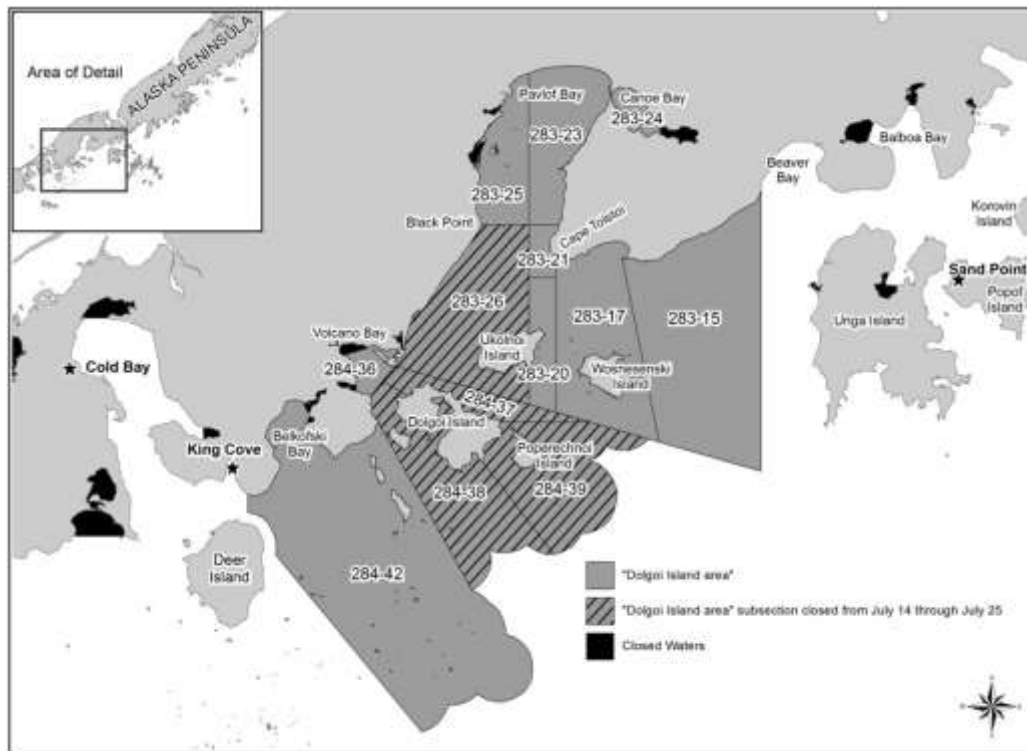 Area of Detail
ALASKA PENINSULA
Pavlof Bay
Canoe Bay
283-24
283-23
Balboa Bay
Beaver Bay
283-25
Korovin
Island
Black Point
Cape Tolstoi
283-21
Sand Point
Popof
Island
283-26
283-17
283-15
Unga Island
Volcano Bay
Ukolnoi
Island
284-36
283-20
Wosnesenski
Island
Cold Bay
284-37
Dolgoi Island
Belkofski
Bay
King Cove
Poperechnoi
Island
284-38
284-39
Deer
Island
284-42
"Dolgoi Island area"
"Dolgoi Island area" subsection closed from July 14 through July 25
Closed Waters